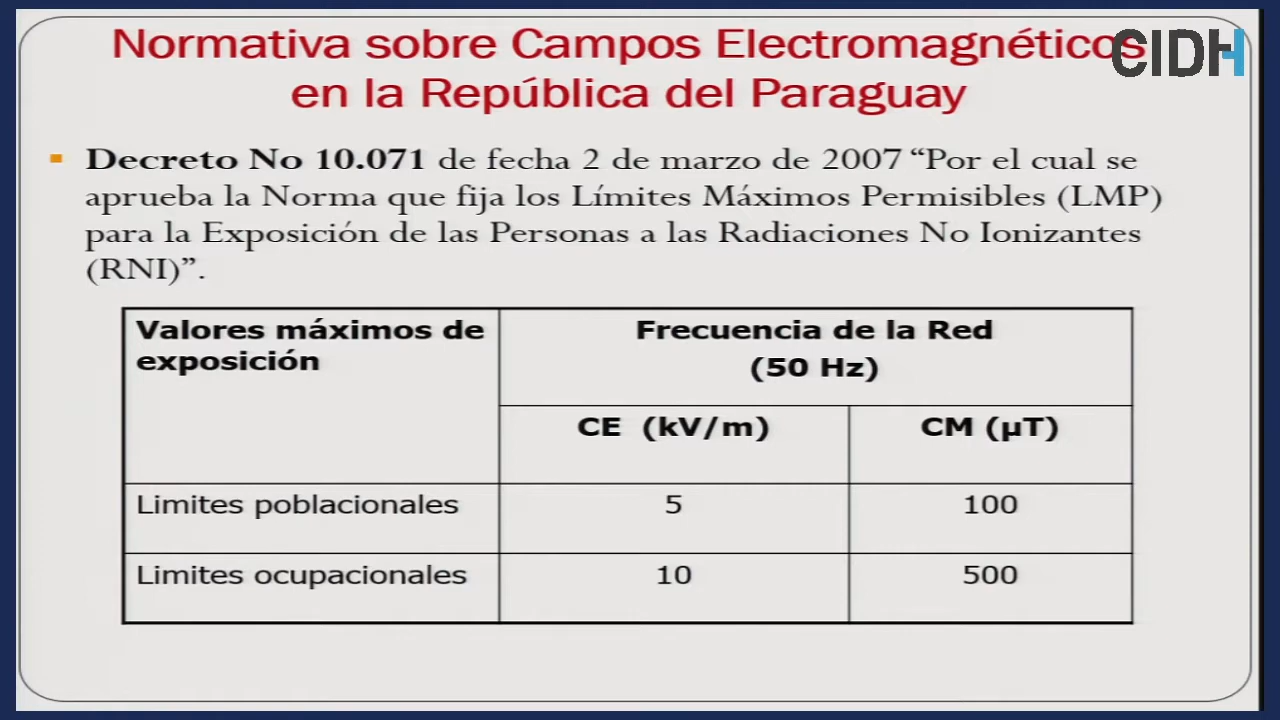 Normativa sobre Campos Electromagnéticos
en la República del Paraguay
CIDH
Decreto No 10.071 de fecha 2 de marzo de 2007 “Por el cual se
aprueba la Norma que fija los Límites Máximos Permisibles (LMP)
para la Exposición de las Personas a las Radiaciones No Ionizantes
(RNI)”.
Valores máximos de
exposición
Frecuencia de la Red
(50 Hz)
CE (kV/m) CM (µT)
Limites poblacionales 5 100
Limites ocupacionales 10 500